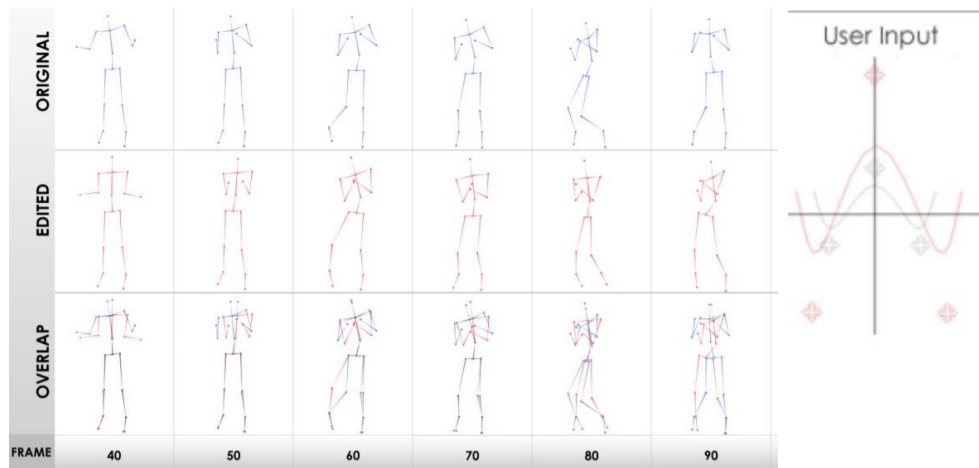 ORIGINAL
EDITED
OVERLAP
FRAME 40 50 60 70 80 90
User Input